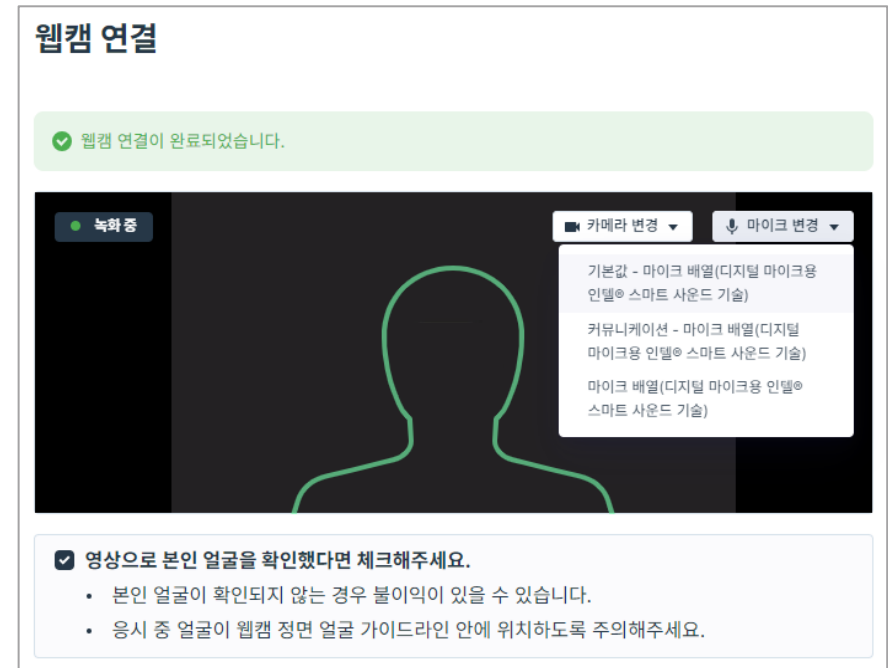 웹캠 연결
웹캠 연결이 완료되었습니다.
녹화 중
카메라 변경
마이크 변경
기본값 - 마이크 배열(디지털 마이크용
인텔® 스마트 사운드 기술)
커뮤니케이션 - 마이크 배열(디지털
마이크용 인텔® 스마트 사운드 기술)
마이크 배열(디지털 마이크용 인텔®
스마트 사운드 기술)
영상으로 본인 얼굴을 확인했다면 체크해주세요.
• 본인 얼굴이 확인되지 않는 경우 불이익이 있을 수 있습니다.
• 응시 중 얼굴이 웹캠 정면 얼굴 가이드라인 안에 위치하도록 주의해주세요.